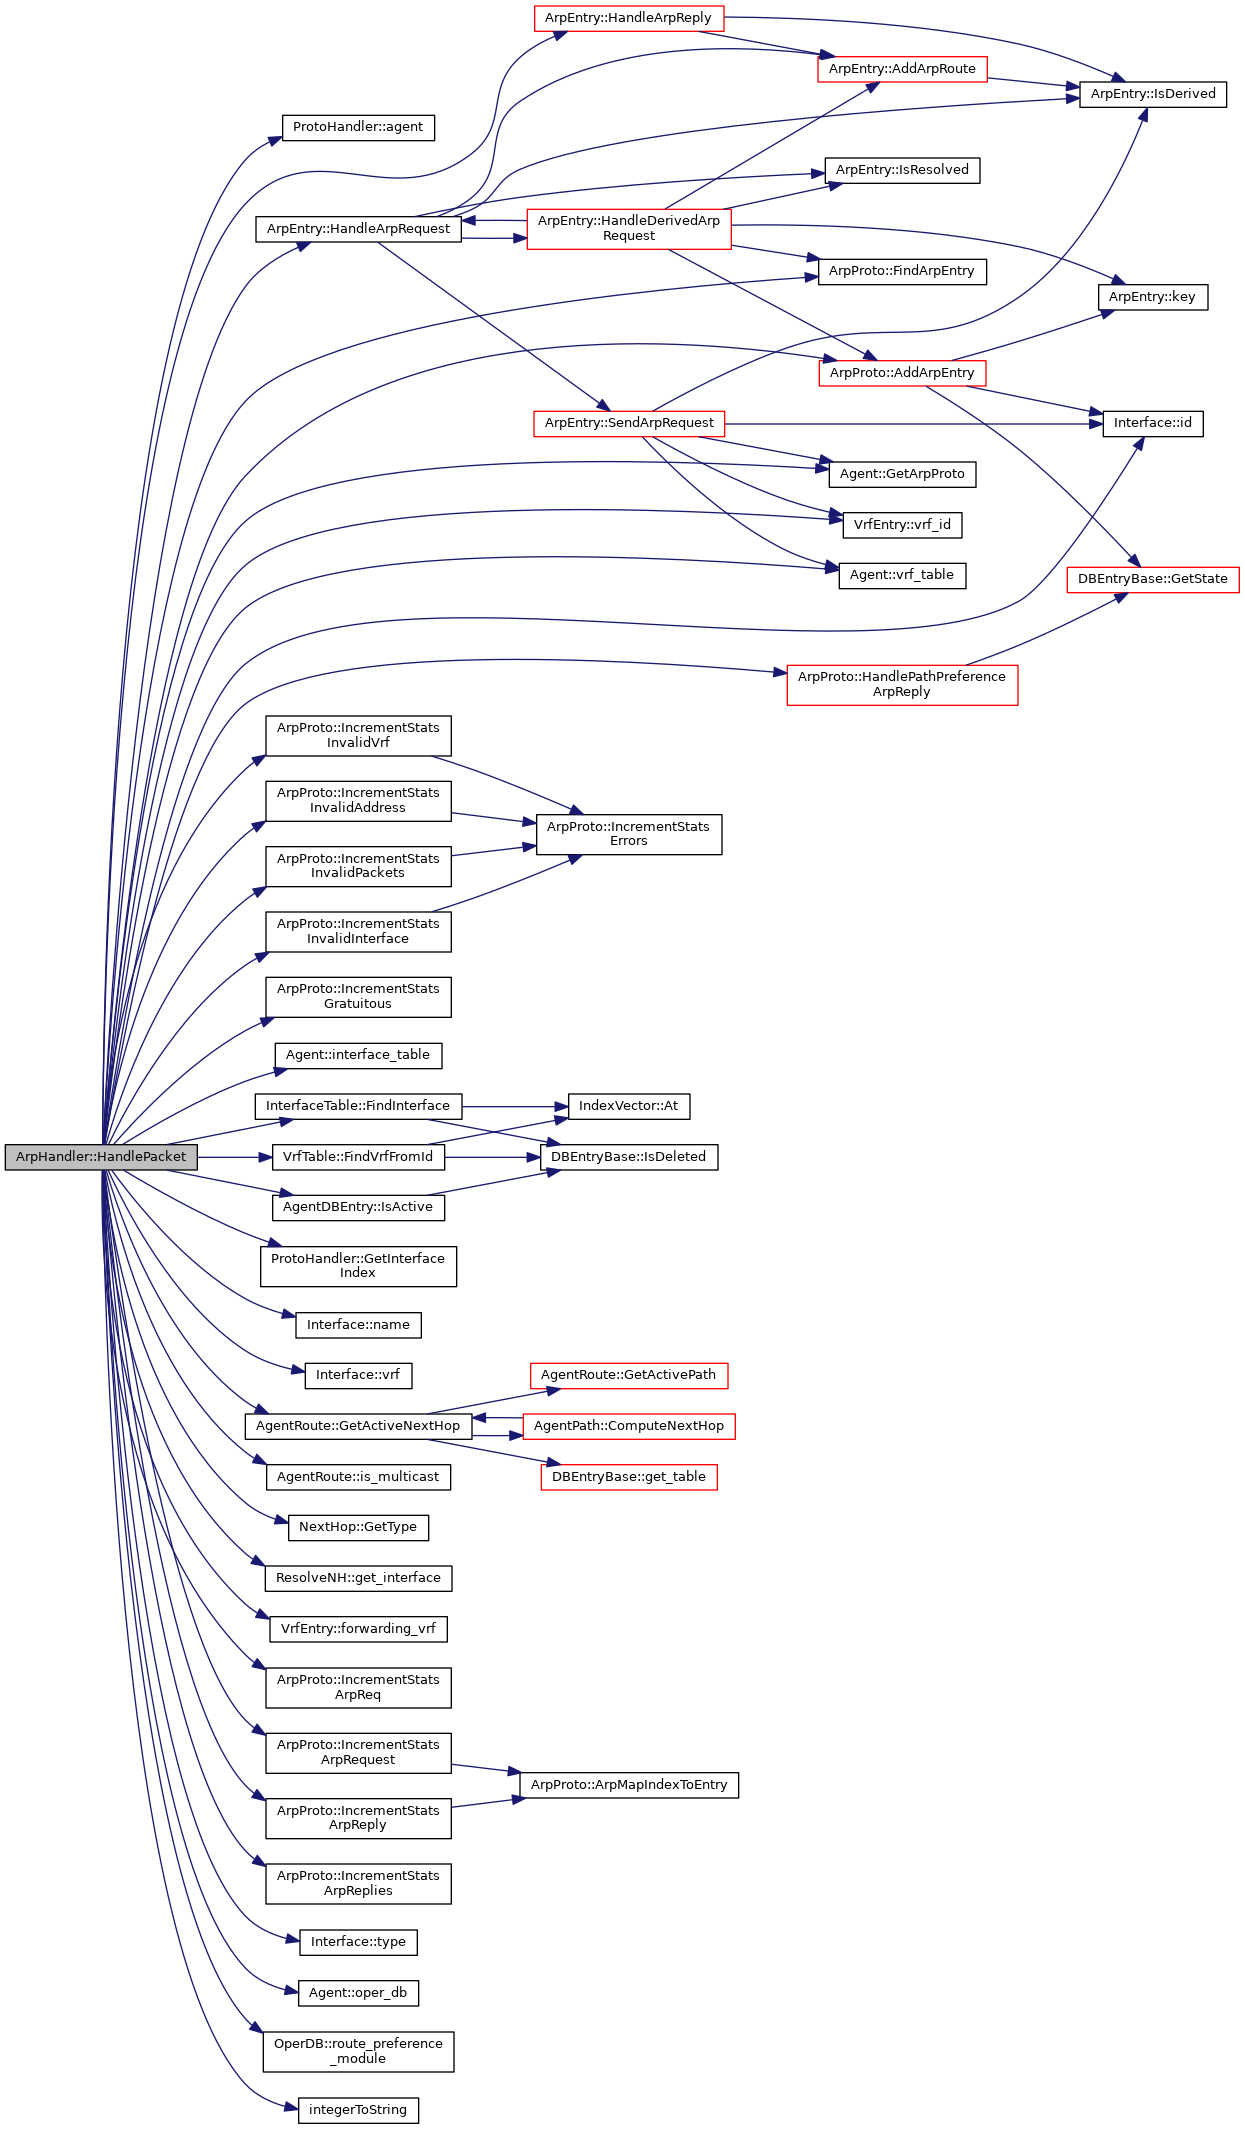 ArpEntry::HandleArpReply
ArpEntry::AddArpRoute
ArpEntry::IsDerived
ProtoHandler::agent
ArpEntry::IsResolved
ArpEntry::HandleArpRequest
ArpEntry::HandleDerivedArp
Request
ArpProto::FindArpEntry
ArpEntry::key
ArpProto::AddArpEntry
ArpEntry::SendArpRequest
Interface::id
Agent::GetArpProto
VrfEntry::vrf_id
Agent::vrf_table
DBEntryBase::GetState
ArpProto::HandlePathPreference
ArpReply
ArpProto::IncrementStats
InvalidVrf
ArpProto::IncrementStats
InvalidAddress
ArpProto::IncrementStats
Errors
ArpProto::IncrementStats
InvalidPackets
ArpProto::IncrementStats
InvalidInterface
ArpProto::IncrementStats
Gratuitous
Agent::interface_table
InterfaceTable::FindInterface
IndexVector::At
ArpHandler::HandlePacket
VrfTable::FindVrfFromId
DBEntryBase::IsDeleted
AgentDBEntry::IsActive
ProtoHandler::GetInterface
Index
Interface::name
Interface::vrf
AgentRoute::GetActivePath
AgentRoute::GetActiveNextHop
AgentPath::ComputeNextHop
AgentRoute::is_multicast
DBEntryBase::get_table
NextHop::GetType
ResolveNH::get_interface
VrfEntry::forwarding_vrf
ArpProto::IncrementStats
ArpReq
ArpProto::IncrementStats
ArpRequest
ArpProto::ArpMapIndexToEntry
ArpProto::IncrementStats
ArpReply
ArpProto::IncrementStats
ArpReplies
Interface::type
Agent::oper_db
OperDB::route_preference
_module
integerToString